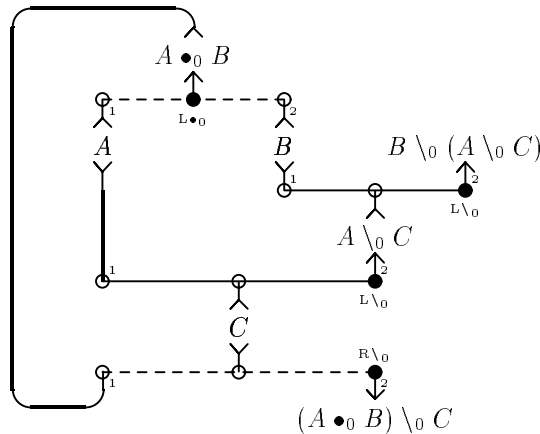 A •₀ B
1 L•₀ 2
A B B \₀ (A \₀ C)
1 2
L\₀
A \₀ C
1 2
L\₀
C
R\₀
1 2
(A •₀ B) \₀ C